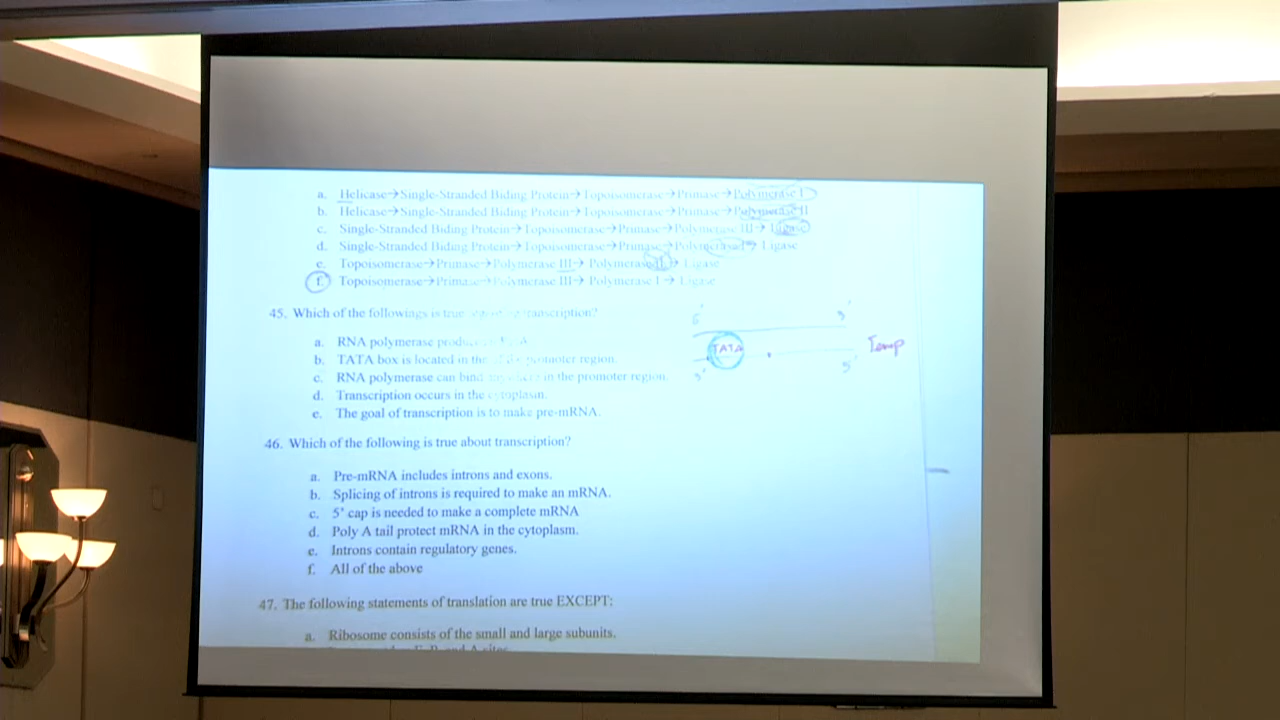 a. Helicase→Single-Stranded Biding Protein→Topoisomerase→Primase→Polymerase I
b. Helicase→Single-Stranded Biding Protein→Topoisomerase→Primase→Polymerase II
c. Single-Stranded Biding Protein→Topoisomerase→Primase→Polymerase III→ Ligase
d. Single-Stranded Biding Protein→Topoisomerase→Primase→ Ligase
e. Topoisomerase→Primase→Polymerase III→ Polymerase II→ Ligase
f. Topoisomerase→Primase→Polymerase III→ Polymerase I → Ligase
45. Which of the followings is true transcription?
5' 3'
a. RNA polymerase
TATA Temp
b. TATA box is located in the promoter region.
3' 5'
c. RNA polymerase can bind in the promoter region.
d. Transcription occurs in the cytoplasm.
e. The goal of transcription is to make pre-mRNA.
46. Which of the following is true about transcription?
a. Pre-mRNA includes introns and exons.
b. Splicing of introns is required to make an mRNA.
c. 5' cap is needed to make a complete mRNA
d. Poly A tail protect mRNA in the cytoplasm.
e. Introns contain regulatory genes.
f. All of the above
47. The following statements of translation are true EXCEPT:
a. Ribosome consists of the small and large subunits.